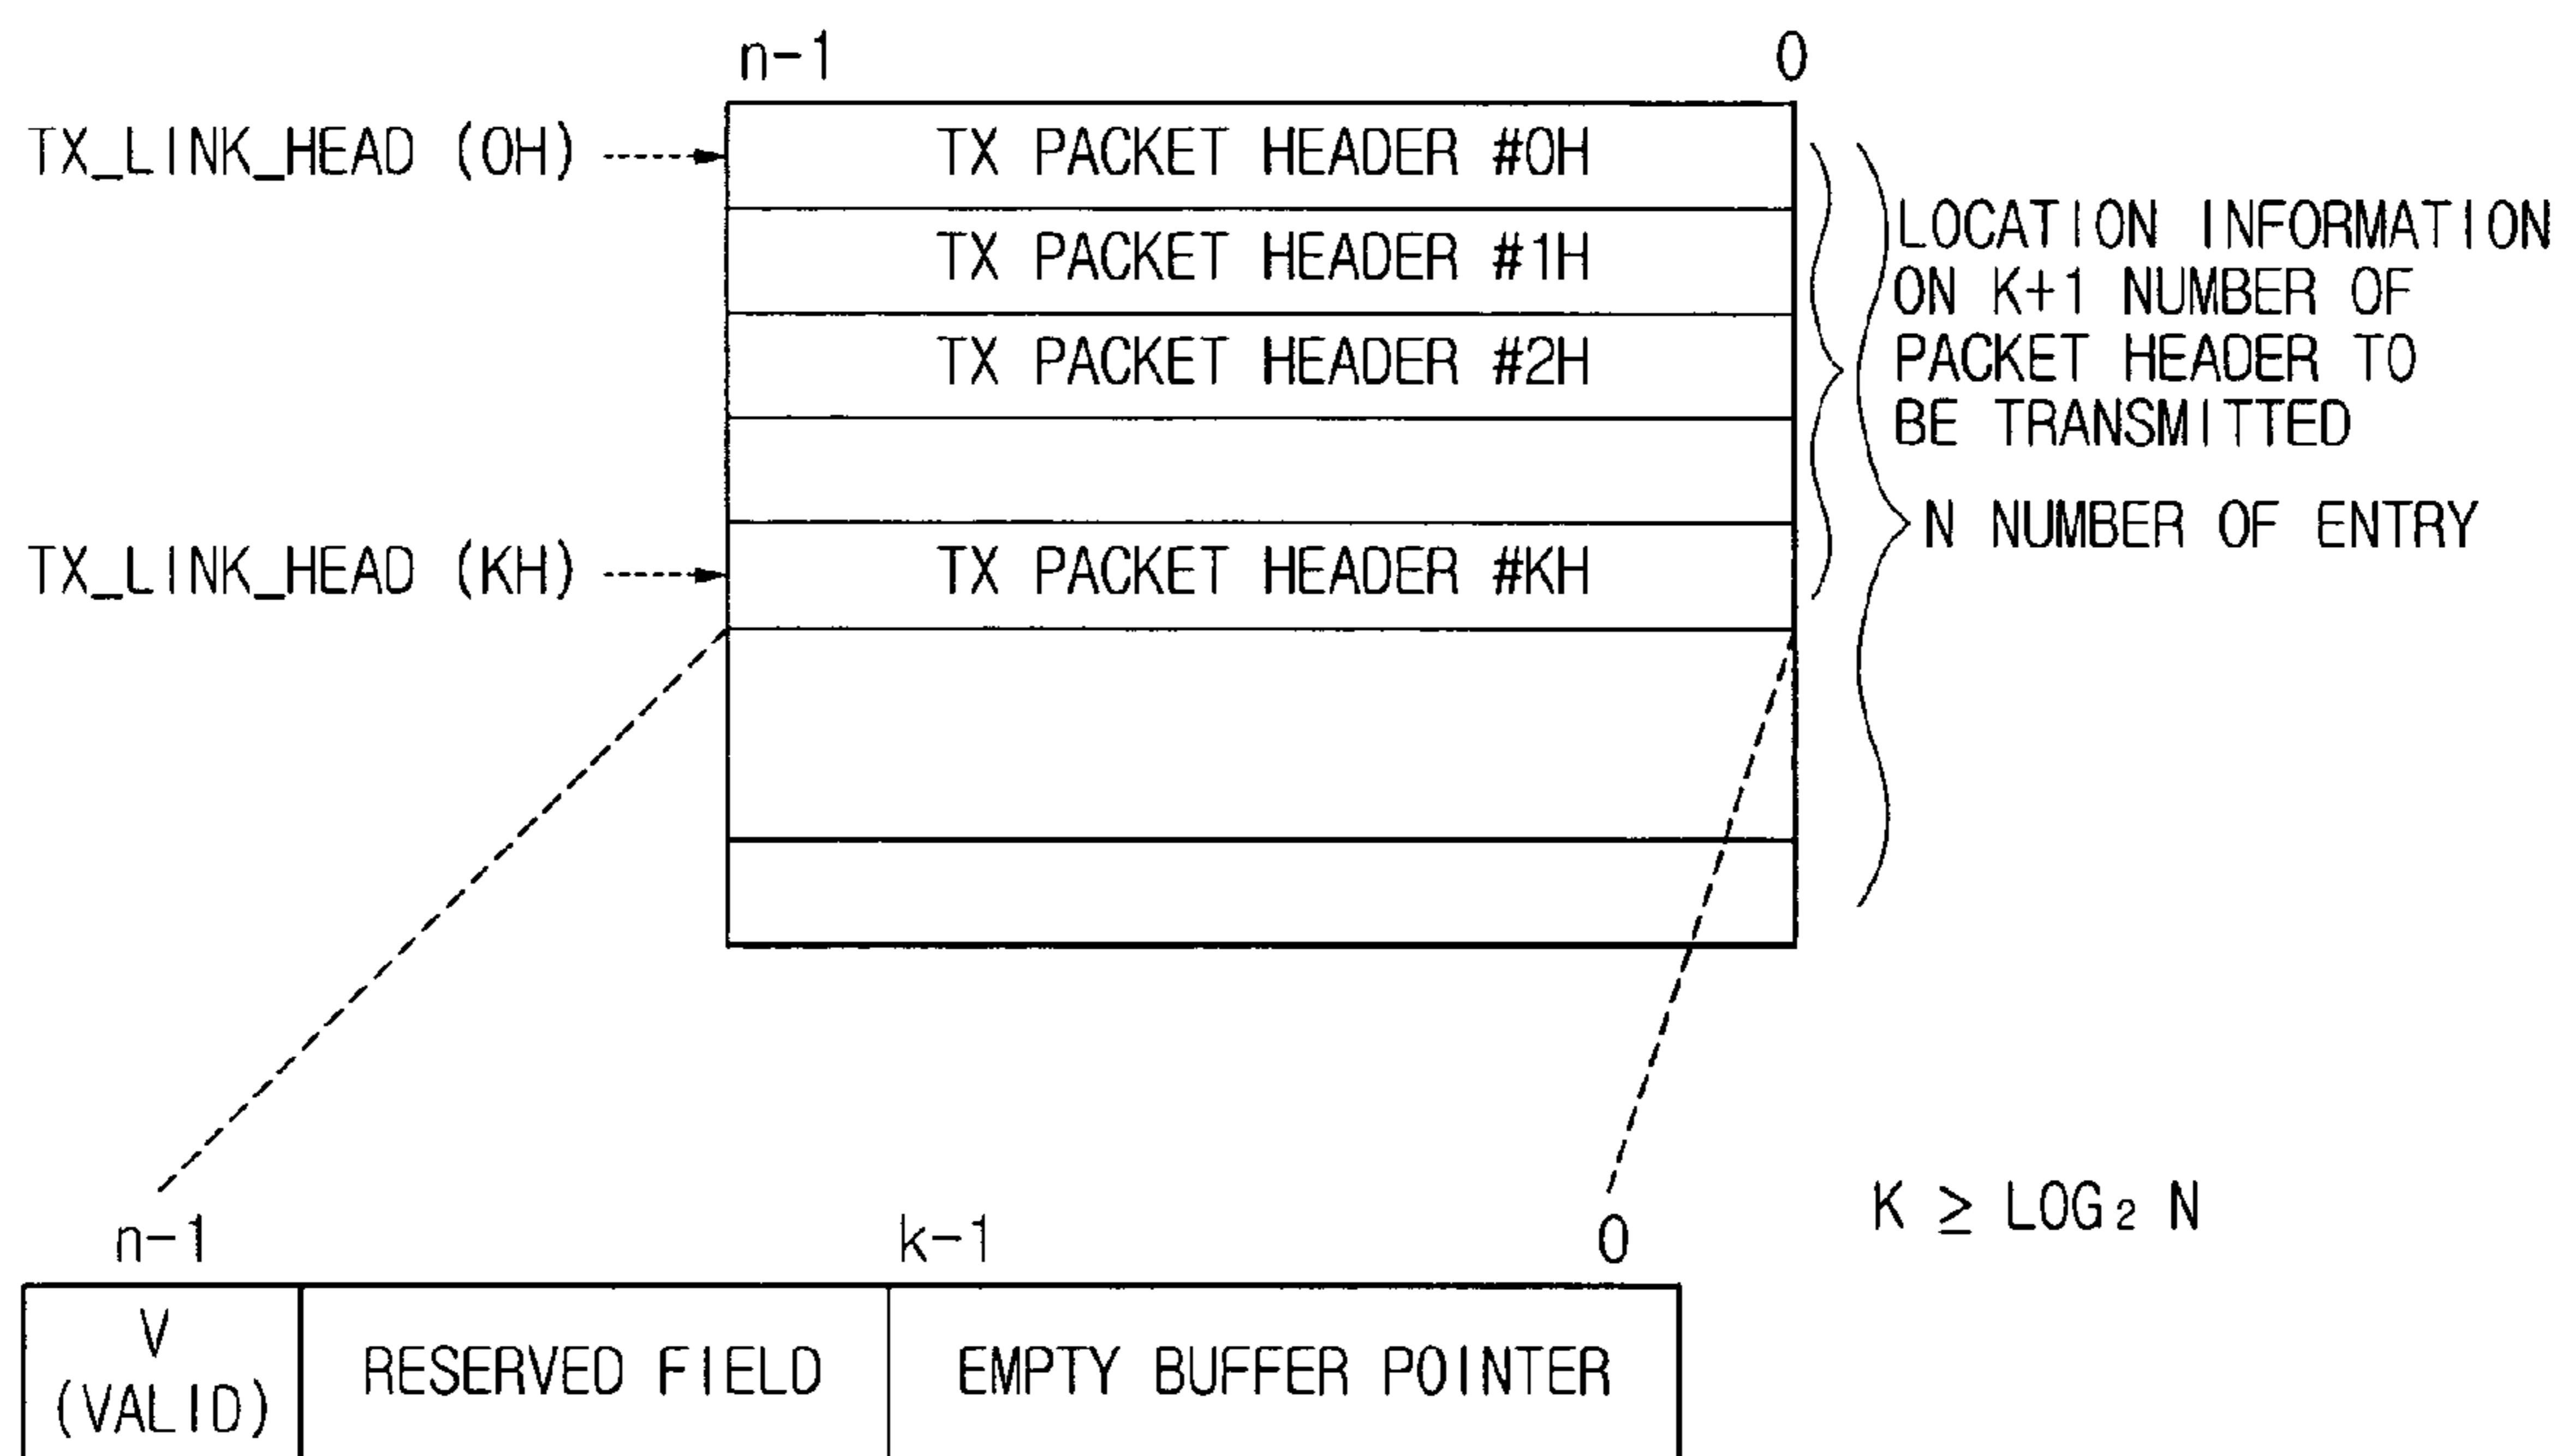 n-1 0
TX_LINK_HEAD (0H)
TX PACKET HEADER #0H
TX PACKET HEADER #1H
TX PACKET HEADER #2H
LOCATION INFORMATION
ON K+1 NUMBER OF
PACKET HEADER TO
BE TRANSMITTED
N NUMBER OF ENTRY
TX_LINK_HEAD (KH)
TX PACKET HEADER #KH
K ≥ LOG₂ N
n-1 k-1 0
V
(VALID)
RESERVED FIELD
EMPTY BUFFER POINTER